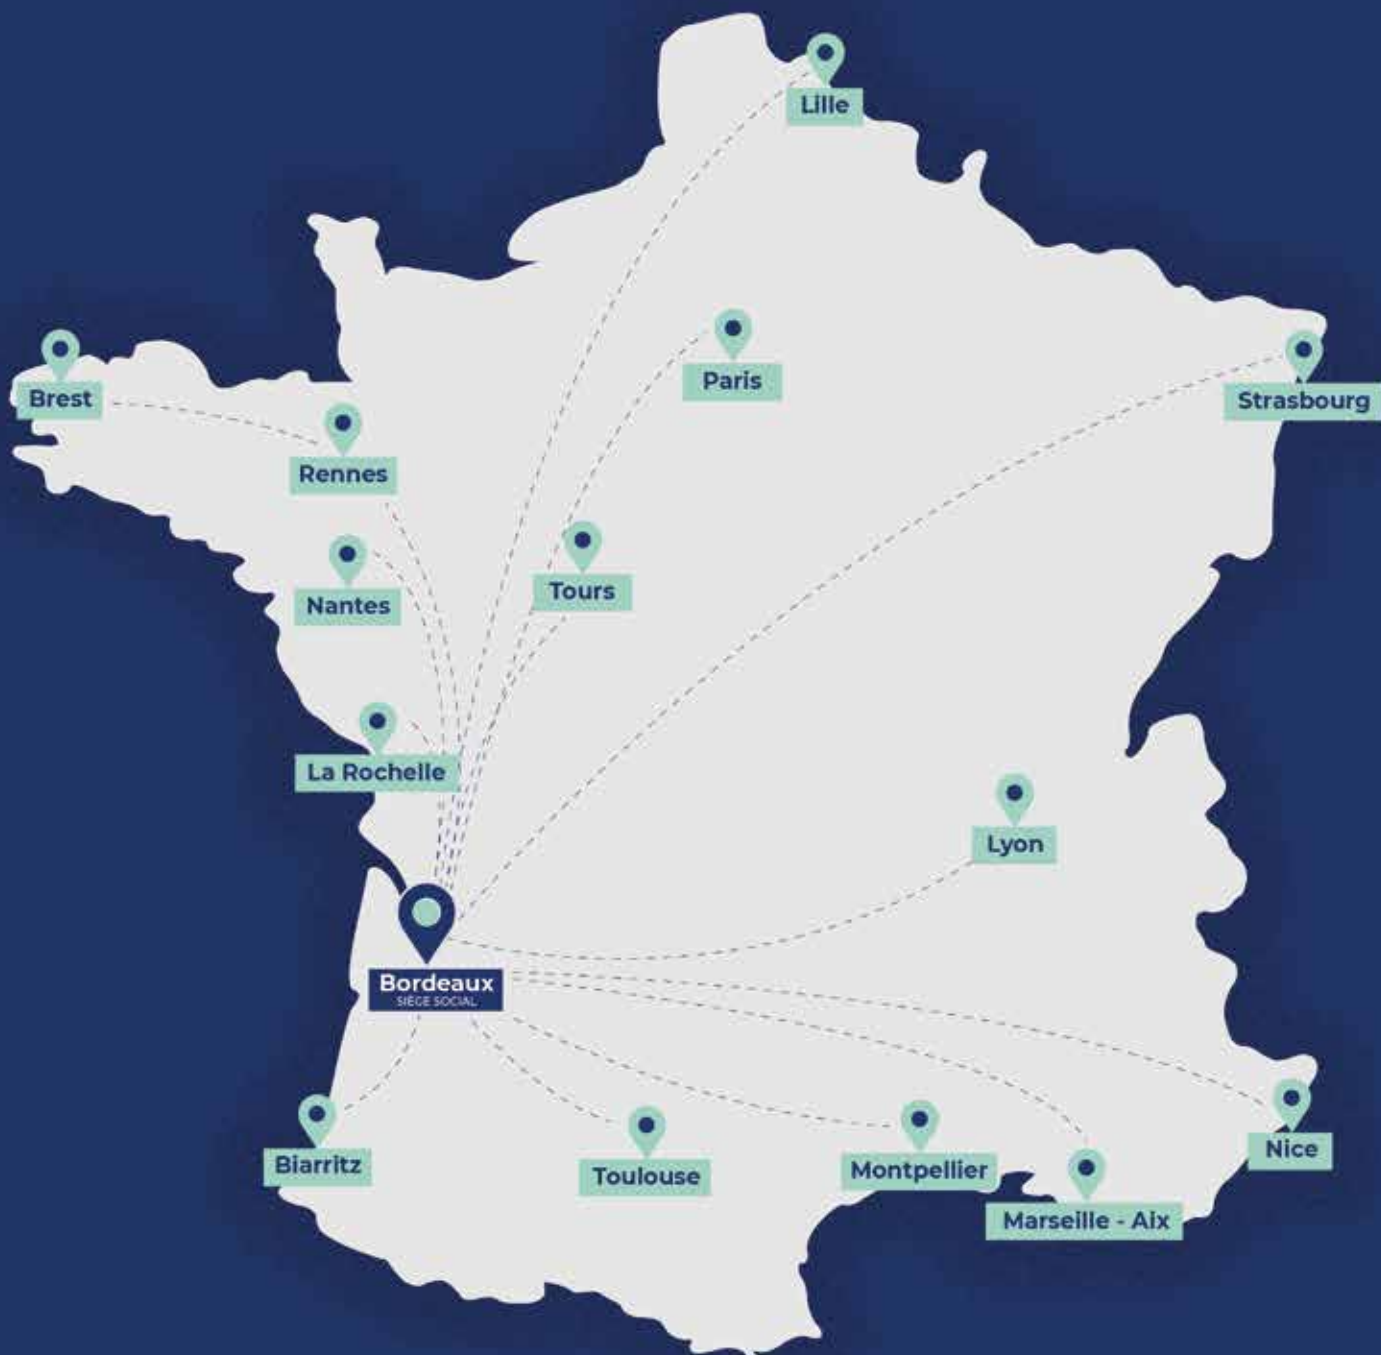 Lille
Paris
Brest
Strasbourg
Rennes
Tours
Nantes
La Rochelle
Lyon
Bordeaux
SIÈGE SOCIAL
Nice
Biarritz
Montpellier
Toulouse
Marseille - Aix